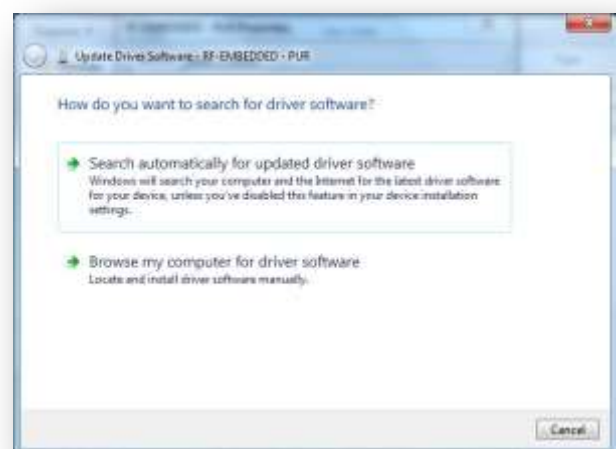 Update Driver Software - RF-EMBEDDED - PUR
How do you want to search for driver software?
Search automatically for updated driver software
Windows will search your computer and the Internet for the latest driver software
for your device, unless you've disabled this feature in your device installation
settings.
Browse my computer for driver software
Locate and install driver software manually.
Cancel